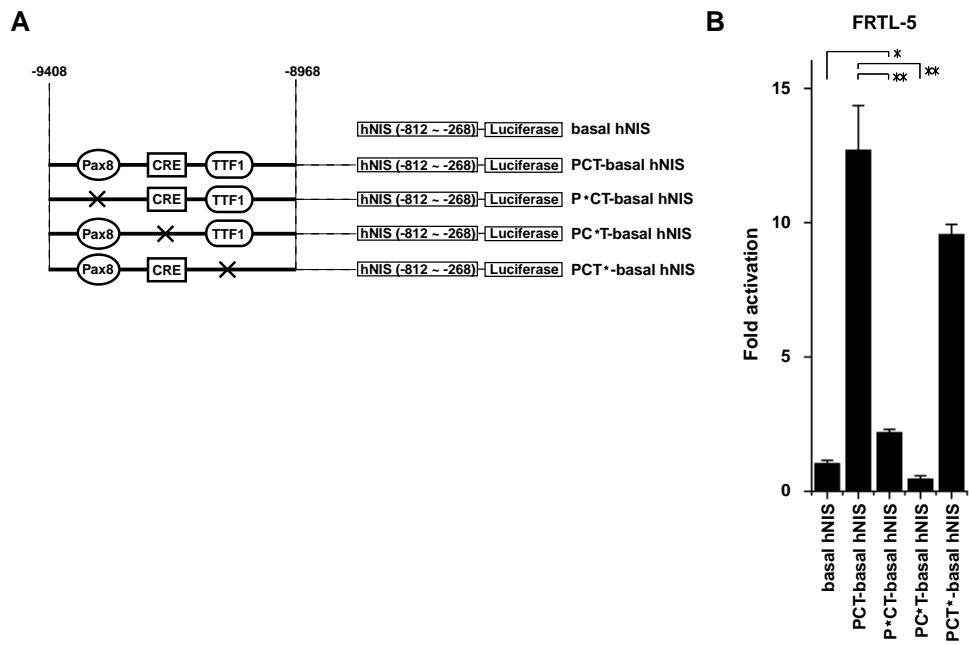 A
-9408
-8968
hNIS (-812 ~ -268) Luciferase basal hNIS
Pax8 CRE TTF1 hNIS (-812 ~ -268) Luciferase PCT-basal hNIS
CRE TTF1 hNIS (-812 ~ -268) Luciferase P*CT-basal hNIS
Pax8 TTF1 hNIS (-812 ~ -268) Luciferase PC*T-basal hNIS
Pax8 CRE hNIS (-812 ~ -268) Luciferase PCT*-basal hNIS
B
FRTL-5
*
**
**
Fold activation
15
10
5
0
basal hNIS
PCT-basal hNIS
P*CT-basal hNIS
PC*T-basal hNIS
PCT*-basal hNIS